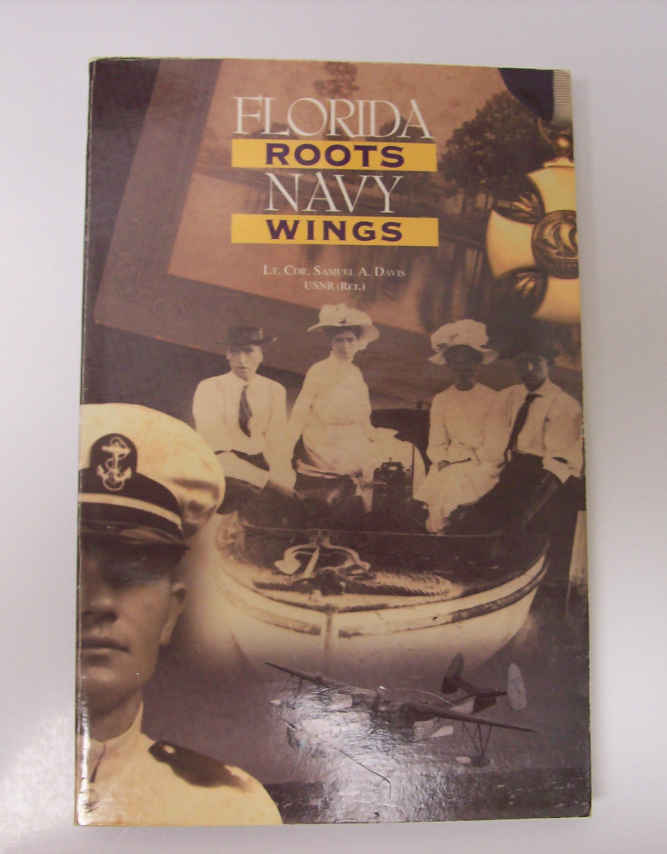 FLORIDA
ROOTS
NAVY
WINGS
LT. CDR. SAMUEL A. DAVIS
USNR (RET.)